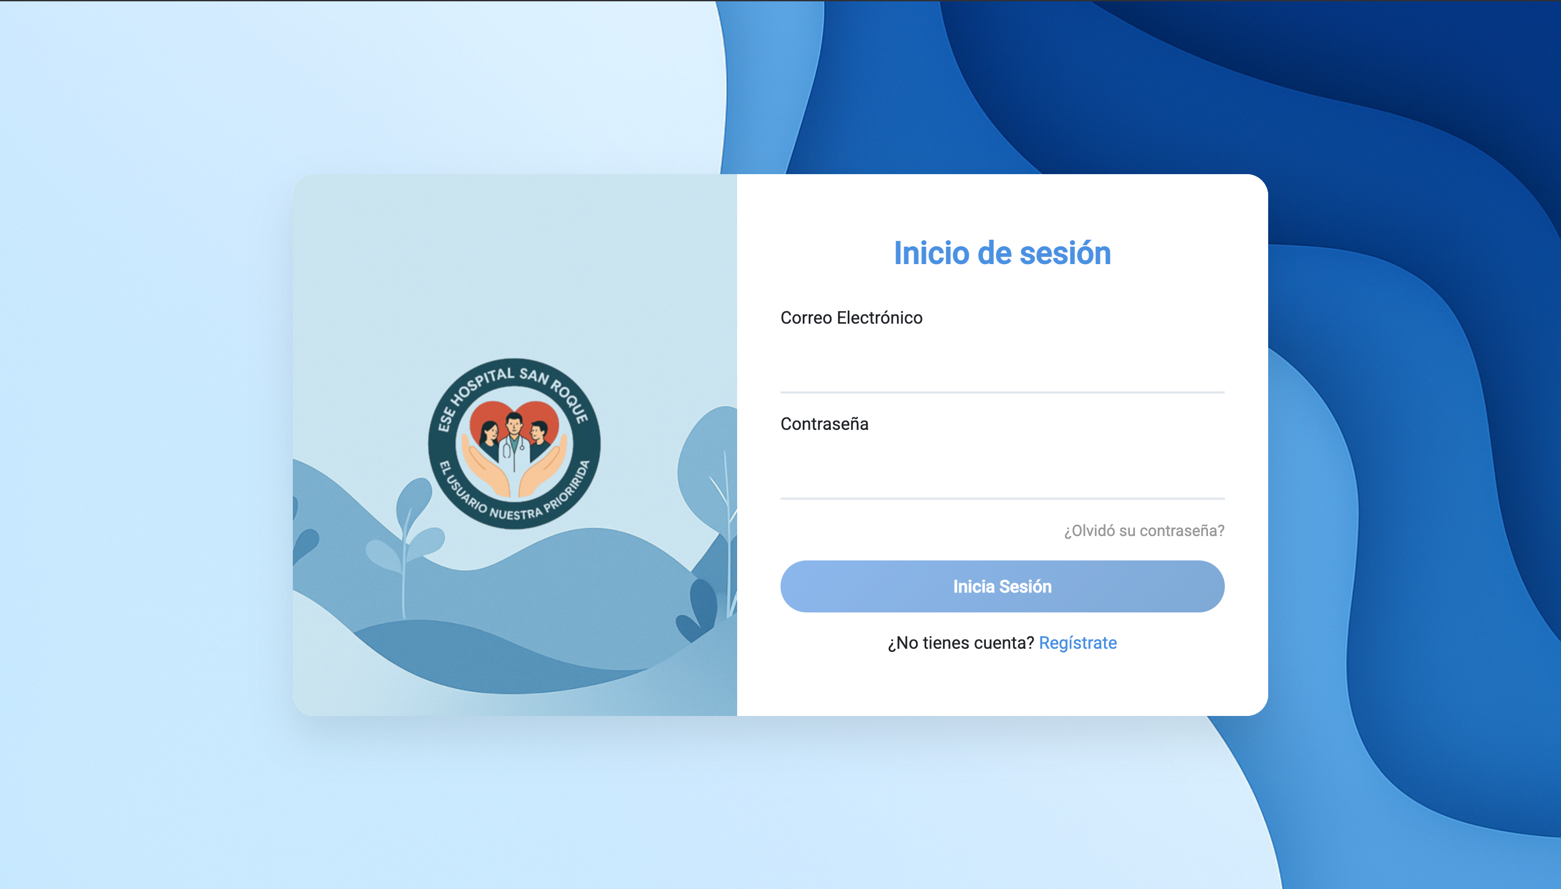 ESE HOSPITAL SAN ROQUE
EL USUARIO NUESTRA PRIORIRIDA
Inicio de sesión
Correo Electrónico
Contraseña
¿Olvidó su contraseña?
Inicia Sesión
¿No tienes cuenta? Regístrate